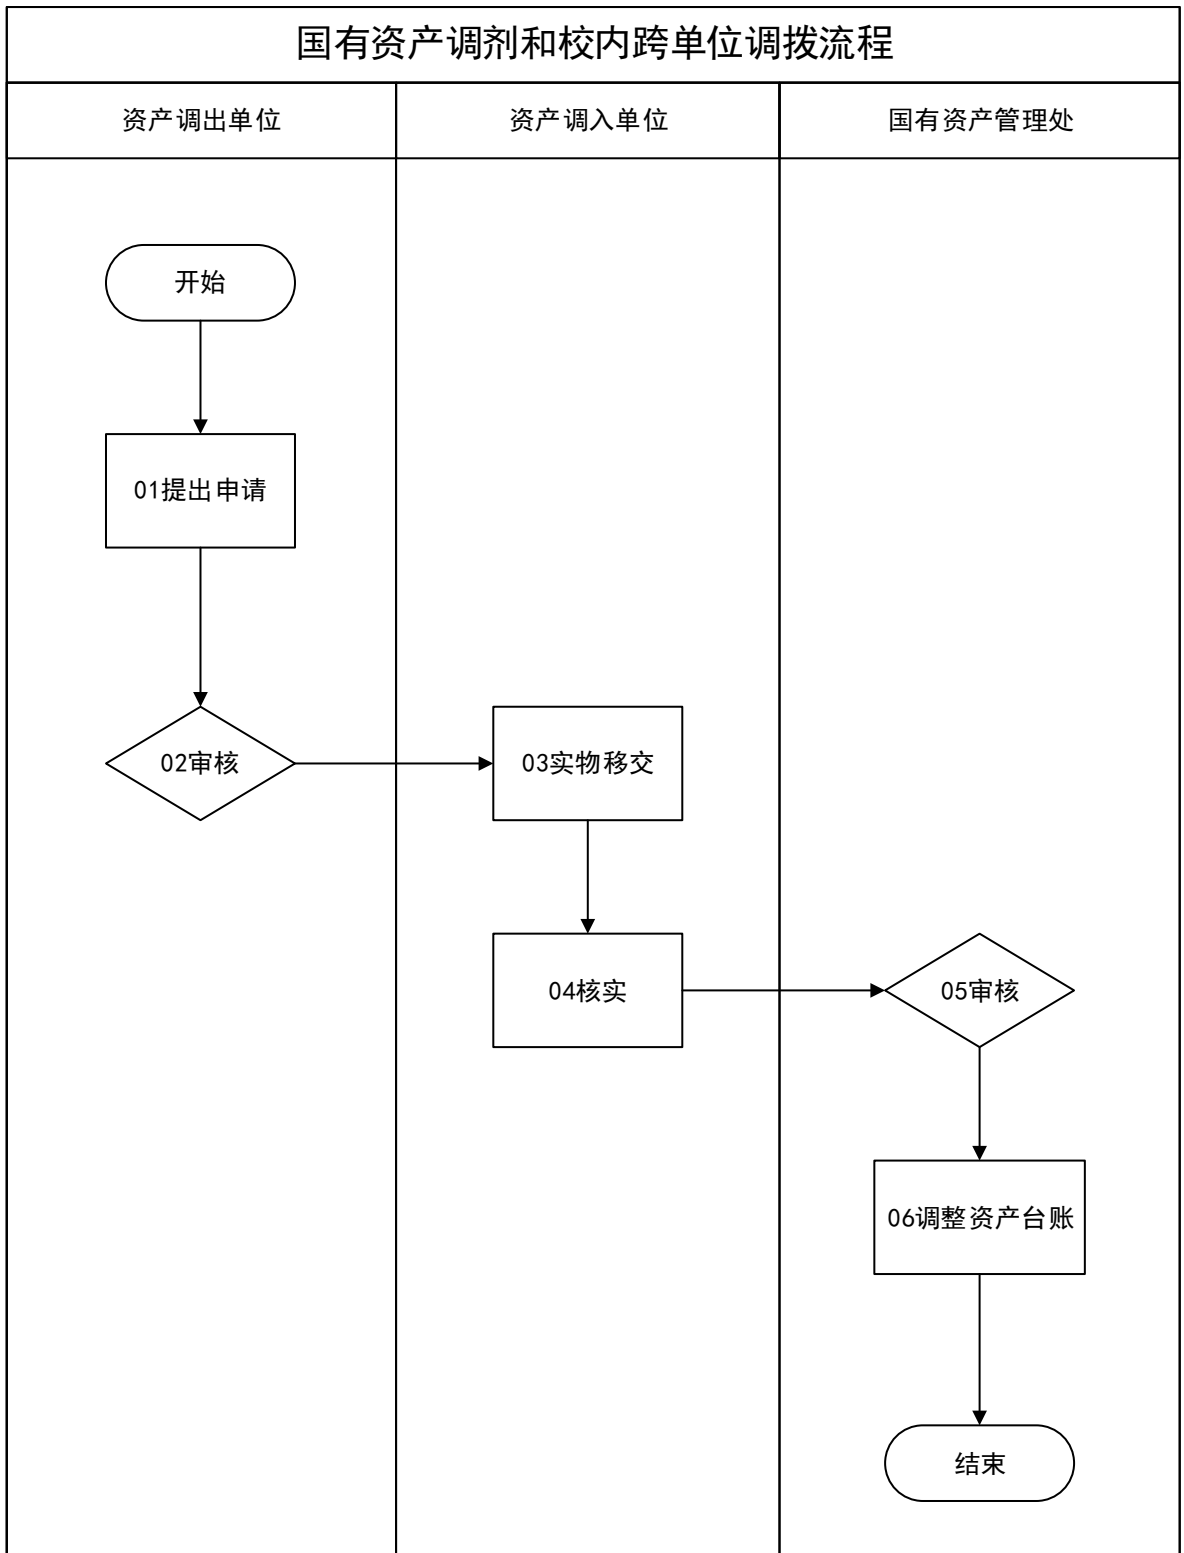 国有资产调剂和校内跨单位调拨流程
资产调出单位
资产调入单位
国有资产管理处
开始
01提出申请
02审核
03实物移交
04核实
05审核
06调整资产台账
结束